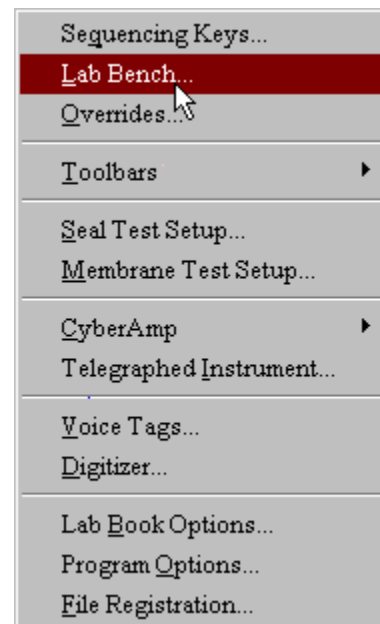 Sequencing Keys...
Lab Bench...
Overrides...
Toolbars
Seal Test Setup...
Membrane Test Setup...
CyberAmp
Telegraphed Instrument...
Voice Tags...
Digitizer...
Lab Book Options...
Program Options...
File Registration...